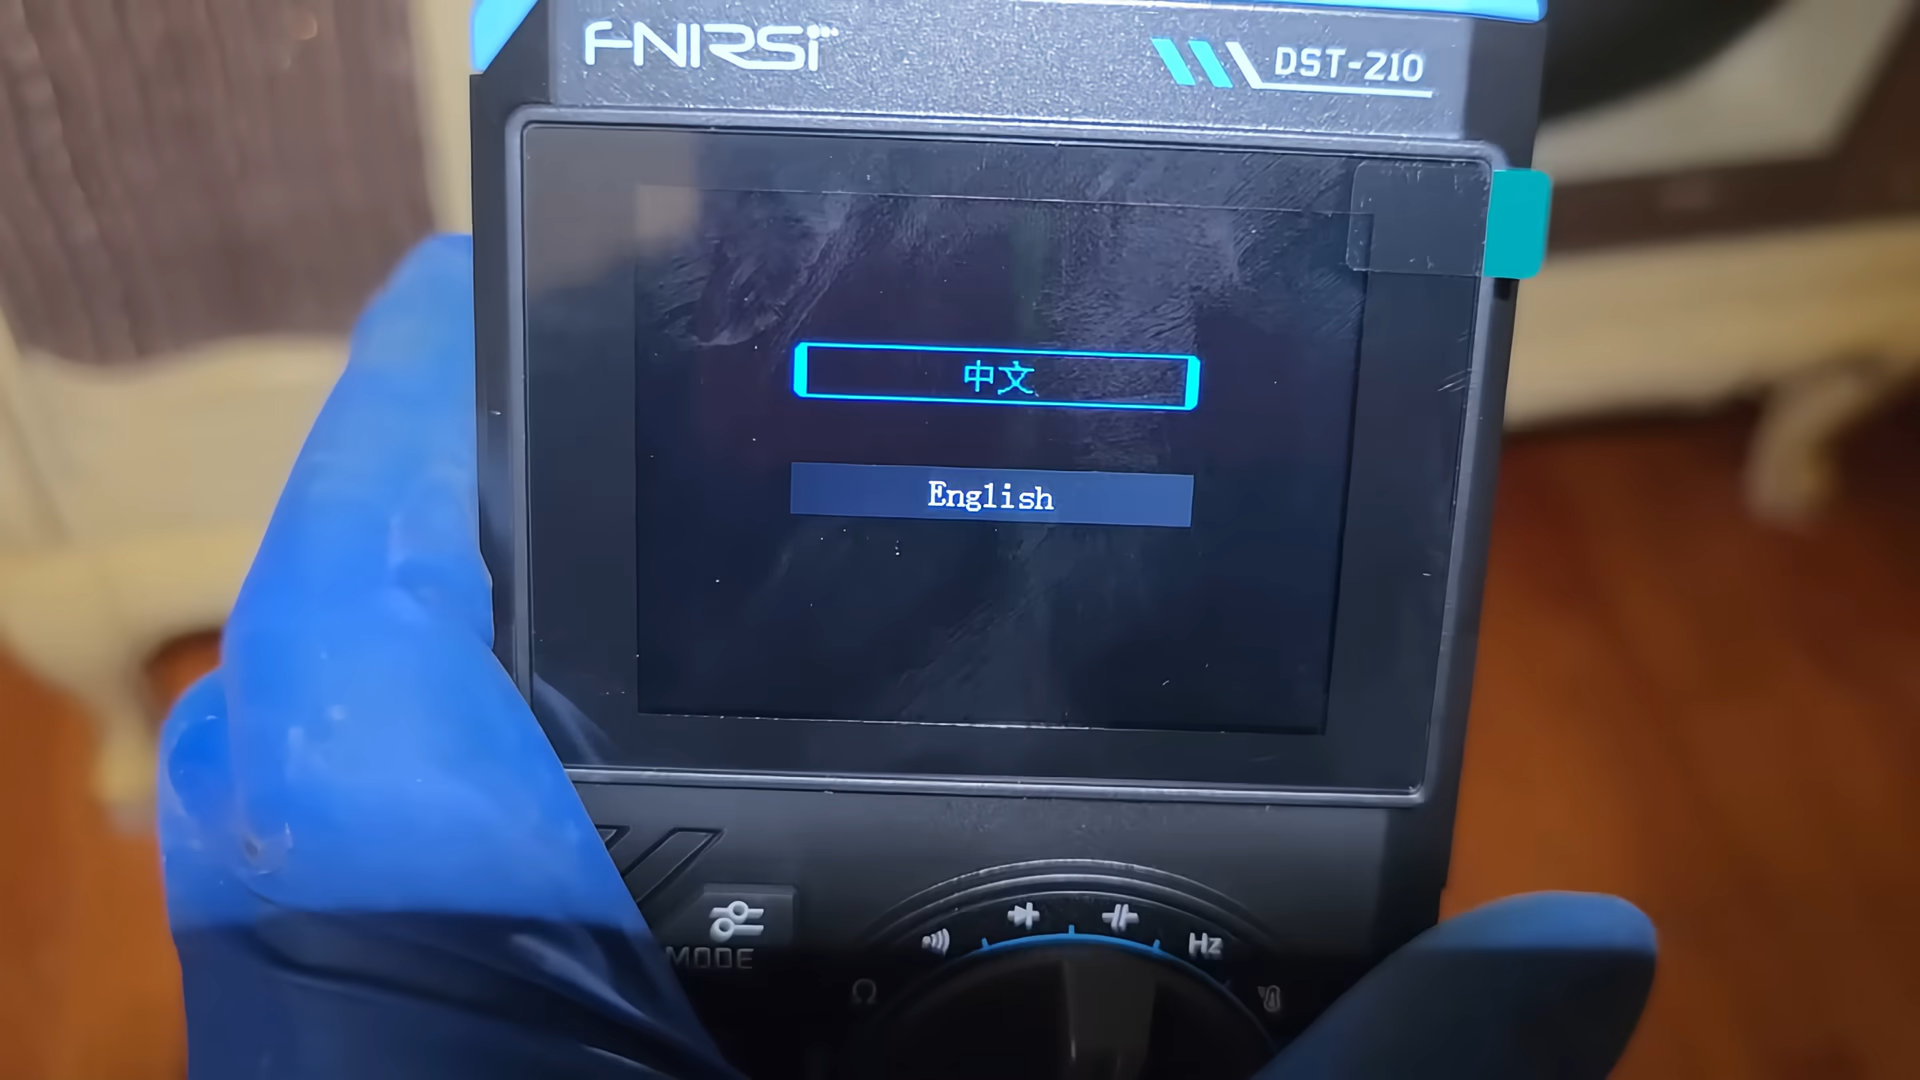 FNIRSI
DST-210
中文
English
MODE
Hz
Ω